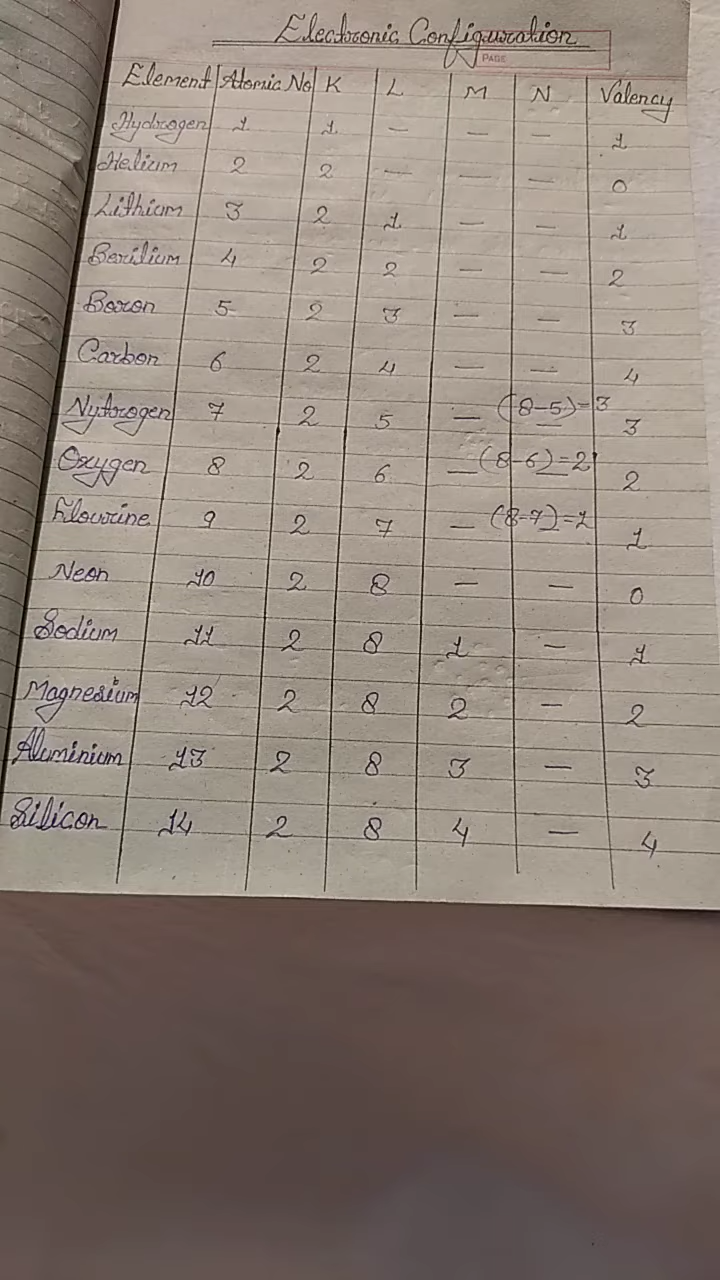 Electronic Configuration
PAGE
Element Atomic No K L M N Valency
Hydrogen 1 1 — — — 1
Helium 2 2 — — — 0
Lithium 3 2 1 — — 1
Berilium 4 2 2 — — 2
Boron 5 2 3 — — 3
Carbon 6 2 4 — — 4
Nytrogen 7 2 5 — — (8-5)=3 3
Oxygen 8 2 6 — — (8-6)=2 2
Flourine 9 2 7 — — (8-7)=1 1
Neon 10 2 8 — — 0
Sodium 11 2 8 1 — 1
Magnesium 12 2 8 2 — 2
Aluminium 13 2 8 3 — 3
Silicon 14 2 8 4 — 4